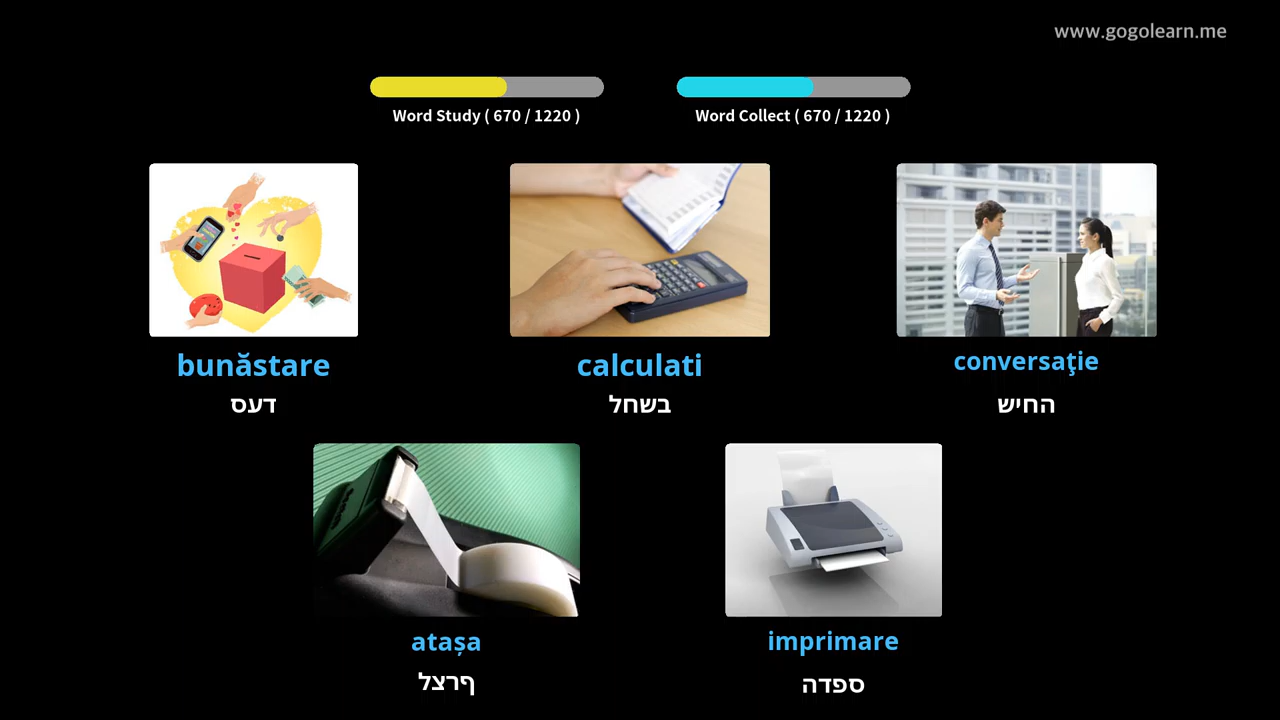 www.gogolearn.me
Word Study ( 670 / 1220 )
Word Collect ( 670 / 1220 )
bunăstare
דעס
calculati
בשחל
conversaţie
החיש
atașa
ףרצל
imprimare
ספדה